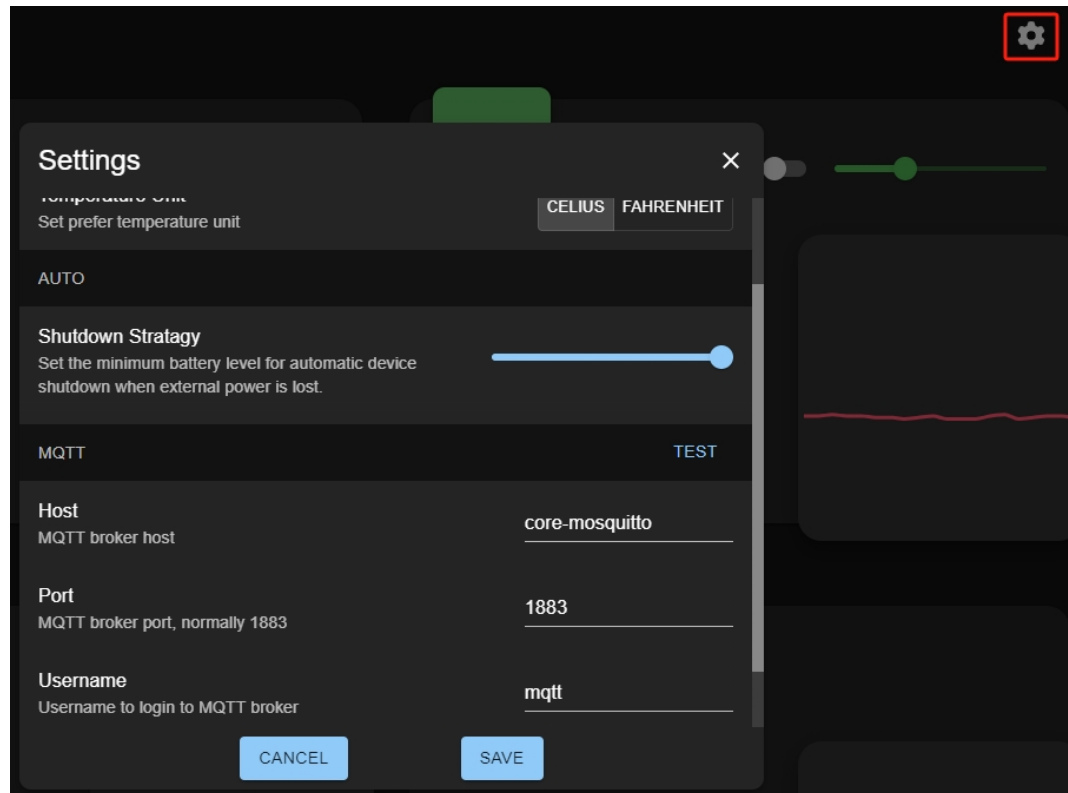 Settings
Temperature Unit
Set prefer temperature unit
CELIUS FAHRENHEIT
AUTO
Shutdown Stratagy
Set the minimum battery level for automatic device
shutdown when external power is lost.
MQTT
TEST
Host
MQTT broker host
core-mosquitto
Port
MQTT broker port, normally 1883
1883
Username
Username to login to MQTT broker
mqtt
CANCEL
SAVE